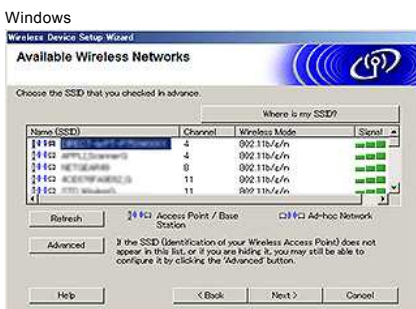 Windows
Wireless Device Setup Wizard
Available Wireless Networks
Choose the SSID that you checked in advance.
Where is my SSID?
Name (SSID) Channel Wireless Mode Signal
4 802.11b/g/n
4 802.11b/g/n
8 802.11b/g/n
11 802.11b/g/n
11 802.11b/g/n
Refresh
Access Point / Base Station
Ad-hoc Network
Advanced
If the SSID (Identification of your Wireless Access Point) does not
appear in this list, or if you are hiding it, you may still be able to
configure it by clicking the 'Advanced' button.
Help
< Back
Next >
Cancel